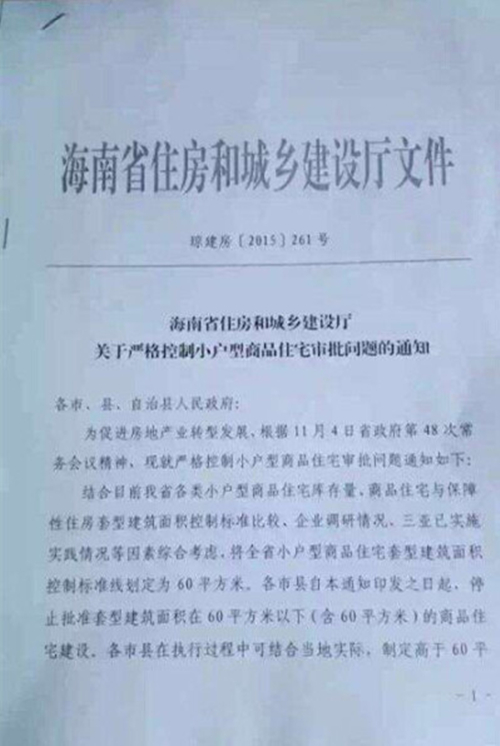 海南省住房和城乡建设厅文件
琼建房〔2015〕261号
海南省住房和城乡建设厅
关于严格控制小户型商品住宅审批问题的通知
各市、县、自治县人民政府：
为促进房地产业转型发展、根据11月4日省政府第48次常
务会议精神，现就严格控制小户型商品住宅审批问题通知如下：
结合目前我省各类小户型商品住宅库存量、商品住宅与保障
性住房套型建筑面积控制标准比较、企业调研情况、三亚已实施
实践情况等因素综合考虑，将全省小户型商品住宅套型建筑面积
控制标准线划定为60平方米。各市县自本通知印发之日起，停
止批准套型建筑面积在60平方米以下（含60平方米）的商品住
宅建设。各市县在执行过程中可结合当地实际，制定高于60平
- 1 -